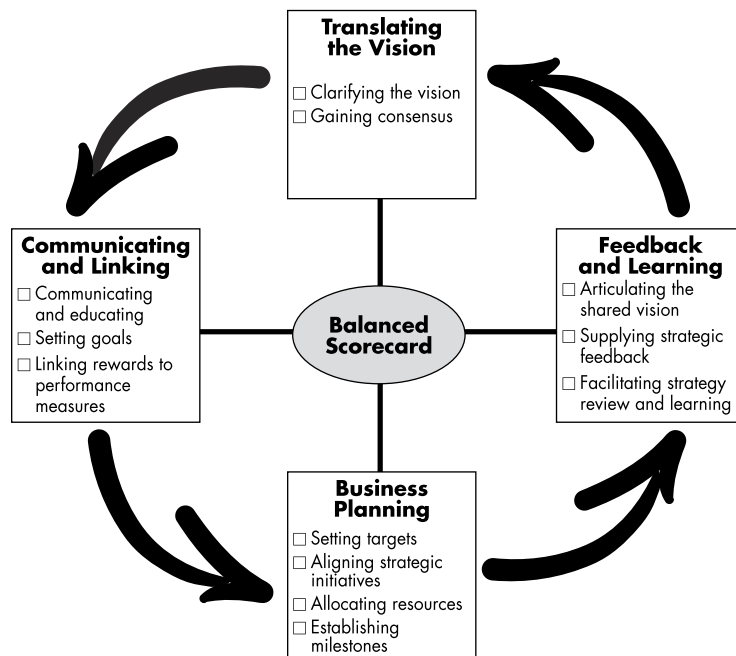 Translating
the Vision
☐ Clarifying the vision
☐ Gaining consensus
Communicating
and Linking
☐ Communicating
and educating
☐ Setting goals
☐ Linking rewards to
performance
measures
Balanced
Scorecard
Feedback
and Learning
☐ Articulating the
shared vision
☐ Supplying strategic
feedback
☐ Facilitating strategy
review and learning
Business
Planning
☐ Setting targets
☐ Aligning strategic
initiatives
☐ Allocating resources
☐ Establishing
milestones